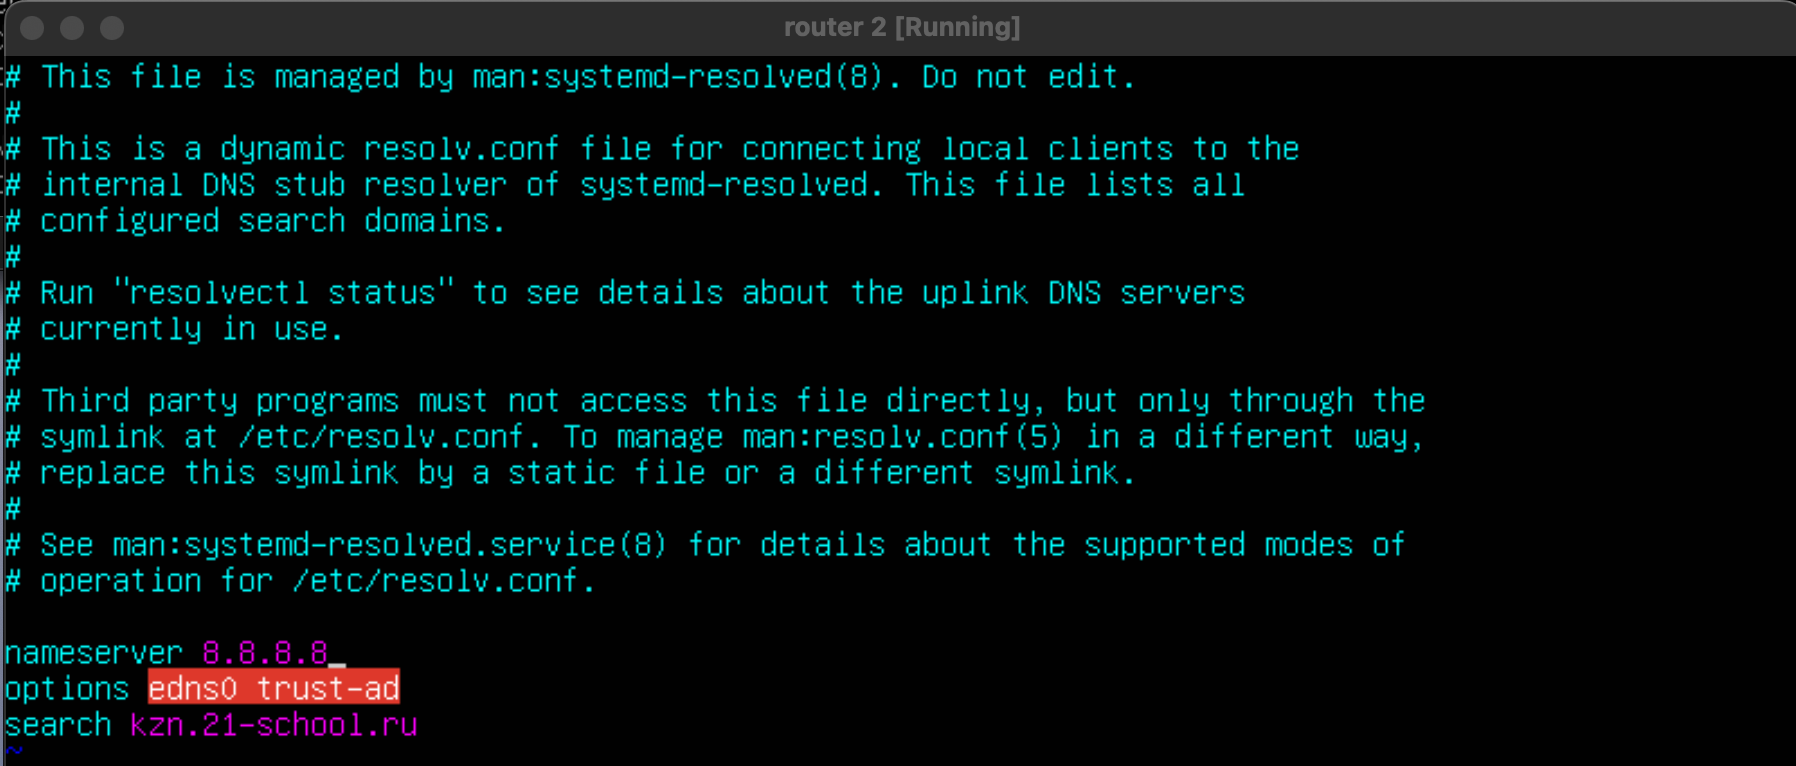 router 2 [Running]
# This file is managed by man:systemd-resolved(8). Do not edit.
#
# This is a dynamic resolv.conf file for connecting local clients to the
# internal DNS stub resolver of systemd-resolved. This file lists all
# configured search domains.
#
# Run "resolvectl status" to see details about the uplink DNS servers
# currently in use.
#
# Third party programs must not access this file directly, but only through the
# symlink at /etc/resolv.conf. To manage man:resolv.conf(5) in a different way,
# replace this symlink by a static file or a different symlink.
#
# See man:systemd-resolved.service(8) for details about the supported modes of
# operation for /etc/resolv.conf.
nameserver 8.8.8.8
options edns0 trust-ad
search kzn.21-school.ru
~